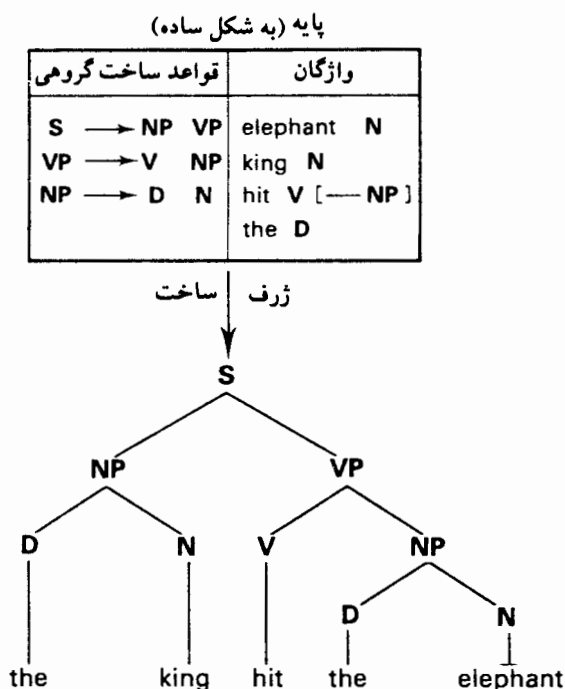 پایه (به شکل ساده)
واژگان قواعد ساخت گروهی
S → NP VP elephant N
VP → V NP king N
NP → D N hit V [— NP]
the D
ژرف ساخت
S
NP VP
D N V NP
D N
the king hit the elephant